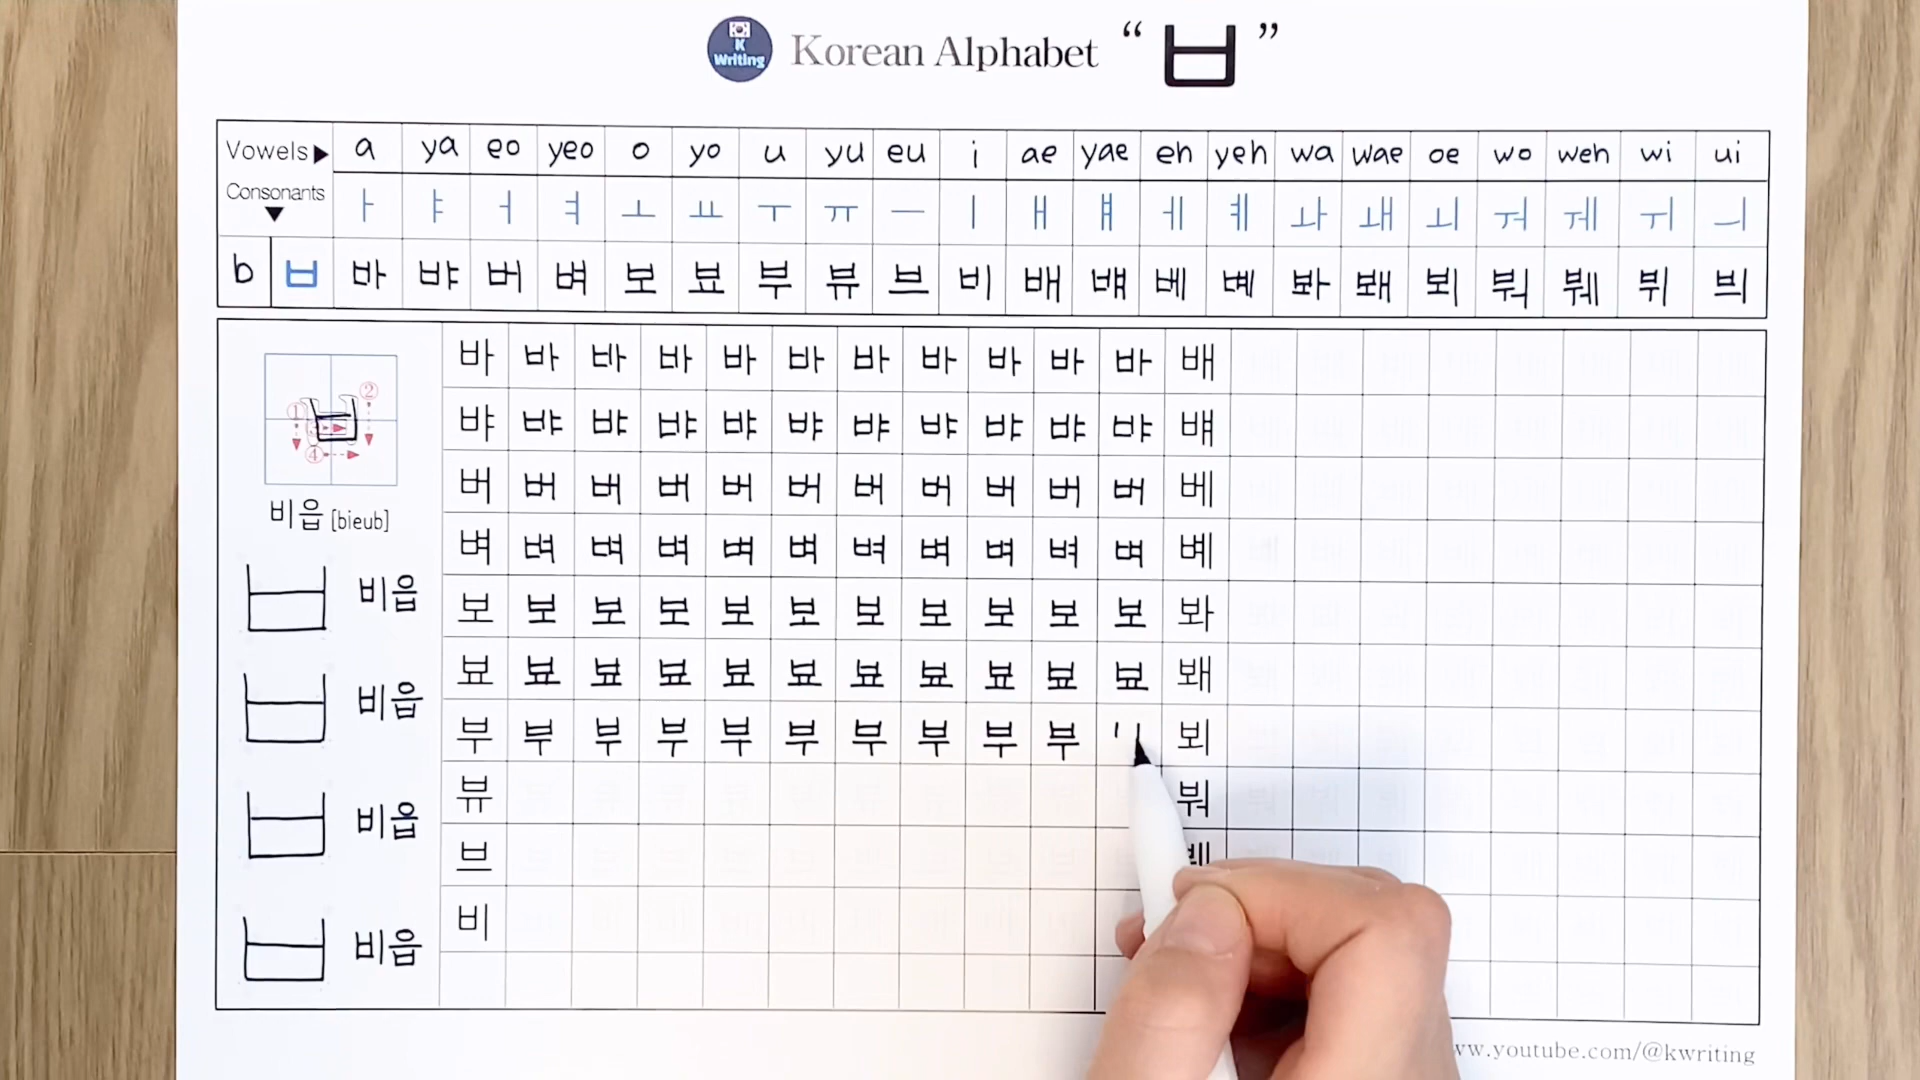 K Writing Korean Alphabet “ㅂ”
Vowels▶ a ya eo yeo o yo u yu eu i ae yae eh yeh wa wae oe wo weh wi ui
Consonants▼ ㅏ ㅑ ㅓ ㅕ ㅗ ㅛ ㅜ ㅠ ㅡ ㅣ ㅐ ㅒ ㅔ ㅖ ㅘ ㅙ ㅚ ㅝ ㅞ ㅟ ㅢ
b ㅂ 바 뱌 버 벼 보 뵤 부 뷰 브 비 배 뱨 베 볘 봐 봬 뵈 붜 붸 뷔 븨
① ② ③ ④
비읍 [bieub]
ㅂ 비읍
ㅂ 비읍
ㅂ 비읍
ㅂ 비읍
바 바 바 바 바 바 바 바 바 바 바 배
뱌 뱌 뱌 뱌 뱌 뱌 뱌 뱌 뱌 뱌 뱌 뱨
버 버 버 버 버 버 버 버 버 버 버 베
벼 벼 벼 벼 벼 벼 벼 벼 벼 벼 벼 볘
보 보 보 보 보 보 보 보 보 보 보 봐
뵤 뵤 뵤 뵤 뵤 뵤 뵤 뵤 뵤 뵤 뵤 봬
부 부 부 부 부 부 부 부 부 부 뵈
뷰 붜
브
비
ww.youtube.com/@kwriting